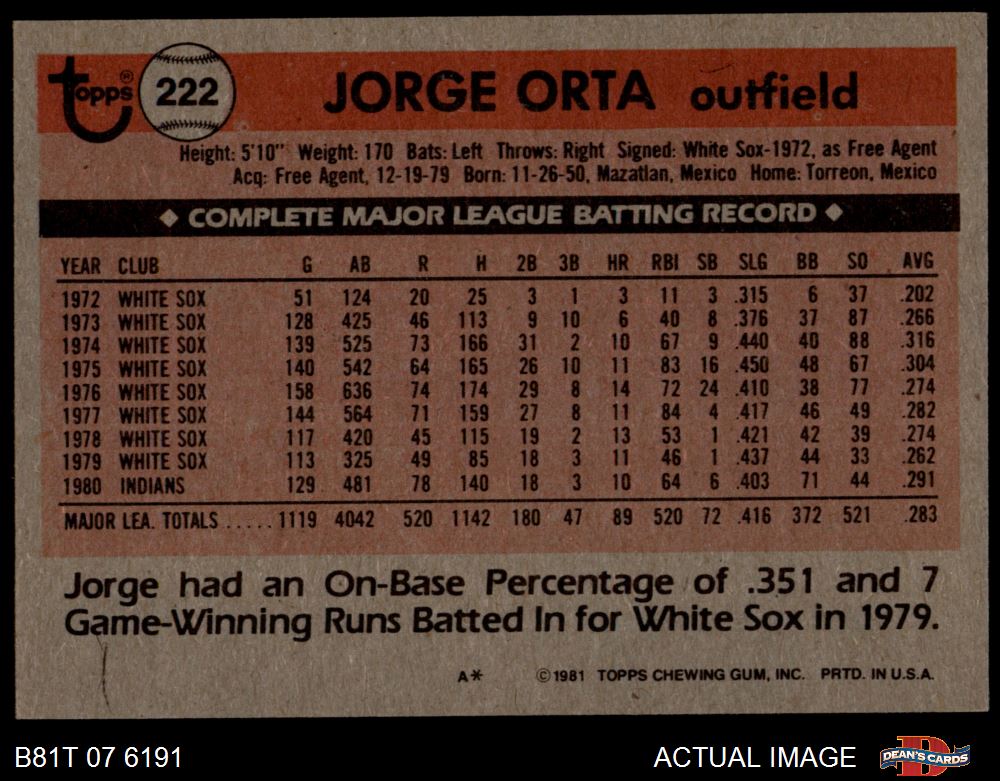 topps® 222 JORGE ORTA outfield
Height: 5'10" Weight: 170 Bats: Left Throws: Right Signed: White Sox-1972, as Free Agent
Acq: Free Agent, 12-19-79 Born: 11-26-50, Mazatlan, Mexico Home: Torreon, Mexico
◆ COMPLETE MAJOR LEAGUE BATTING RECORD ◆
YEAR CLUB G AB R H 2B 3B HR RBI SB SLG BB SO AVG
1972 WHITE SOX 51 124 20 25 3 1 3 11 3 .315 6 37 .202
1973 WHITE SOX 128 425 46 113 9 10 6 40 8 .376 37 87 .266
1974 WHITE SOX 139 525 73 166 31 2 10 67 9 .440 40 88 .316
1975 WHITE SOX 140 542 64 165 26 10 11 83 16 .450 48 67 .304
1976 WHITE SOX 158 636 74 174 29 8 14 72 24 .410 38 77 .274
1977 WHITE SOX 144 564 71 159 27 8 11 84 4 .417 46 49 .282
1978 WHITE SOX 117 420 45 115 19 2 13 53 1 .421 42 39 .274
1979 WHITE SOX 113 325 49 85 18 3 11 46 1 .437 44 33 .262
1980 INDIANS 129 481 78 140 18 3 10 64 6 .403 71 44 .291
MAJOR LEA. TOTALS ..... 1119 4042 520 1142 180 47 89 520 72 .416 372 521 .283
Jorge had an On-Base Percentage of .351 and 7
Game-Winning Runs Batted In for White Sox in 1979.
A* ©1981 TOPPS CHEWING GUM, INC. PRTD. IN U.S.A.
B81T 07 6191 ACTUAL IMAGE DEAN'S CARDS